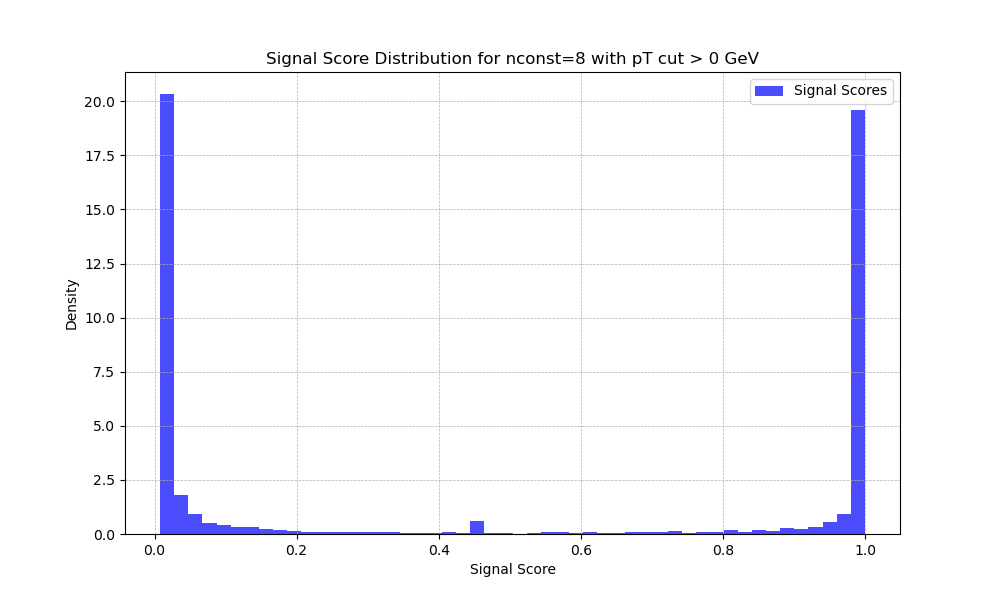 Signal Score Distribution for nconst=8 with pT cut > 0 GeV
Signal Scores
20.0
17.5
15.0
12.5
10.0
7.5
5.0
2.5
0.0
Density
0.0 0.2 0.4 0.6 0.8 1.0
Signal Score